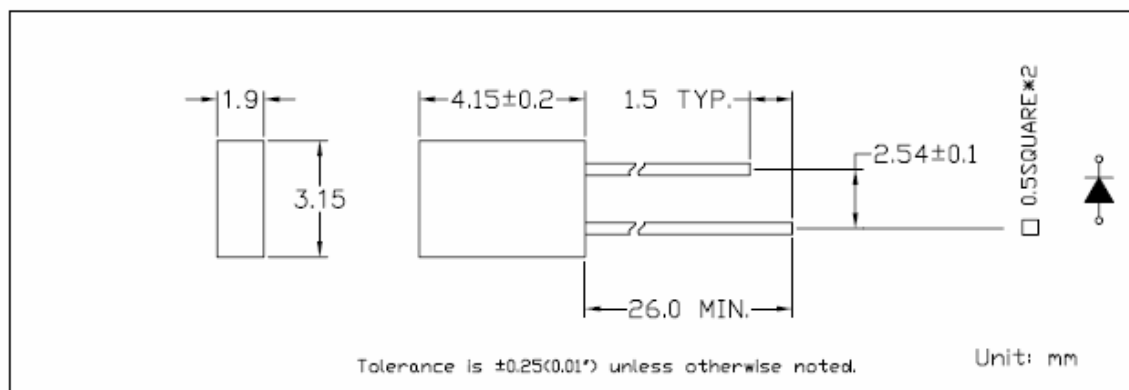 1.9
4.15±0.2
1.5 TYP.
3.15
2.54±0.1
□ 0.5SQUARE*2
26.0 MIN.
Tolerance is ±0.25(0.01") unless otherwise noted.
Unit: mm